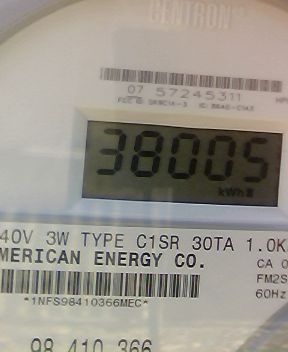 CENTRON
07 57245311
38005
kWh
40V 3W TYPE C1SR 30TA 1.0K
MERICAN ENERGY CO.
CA 0
FM2S
60Hz
*1NFS98410366MEC*
98 410 366